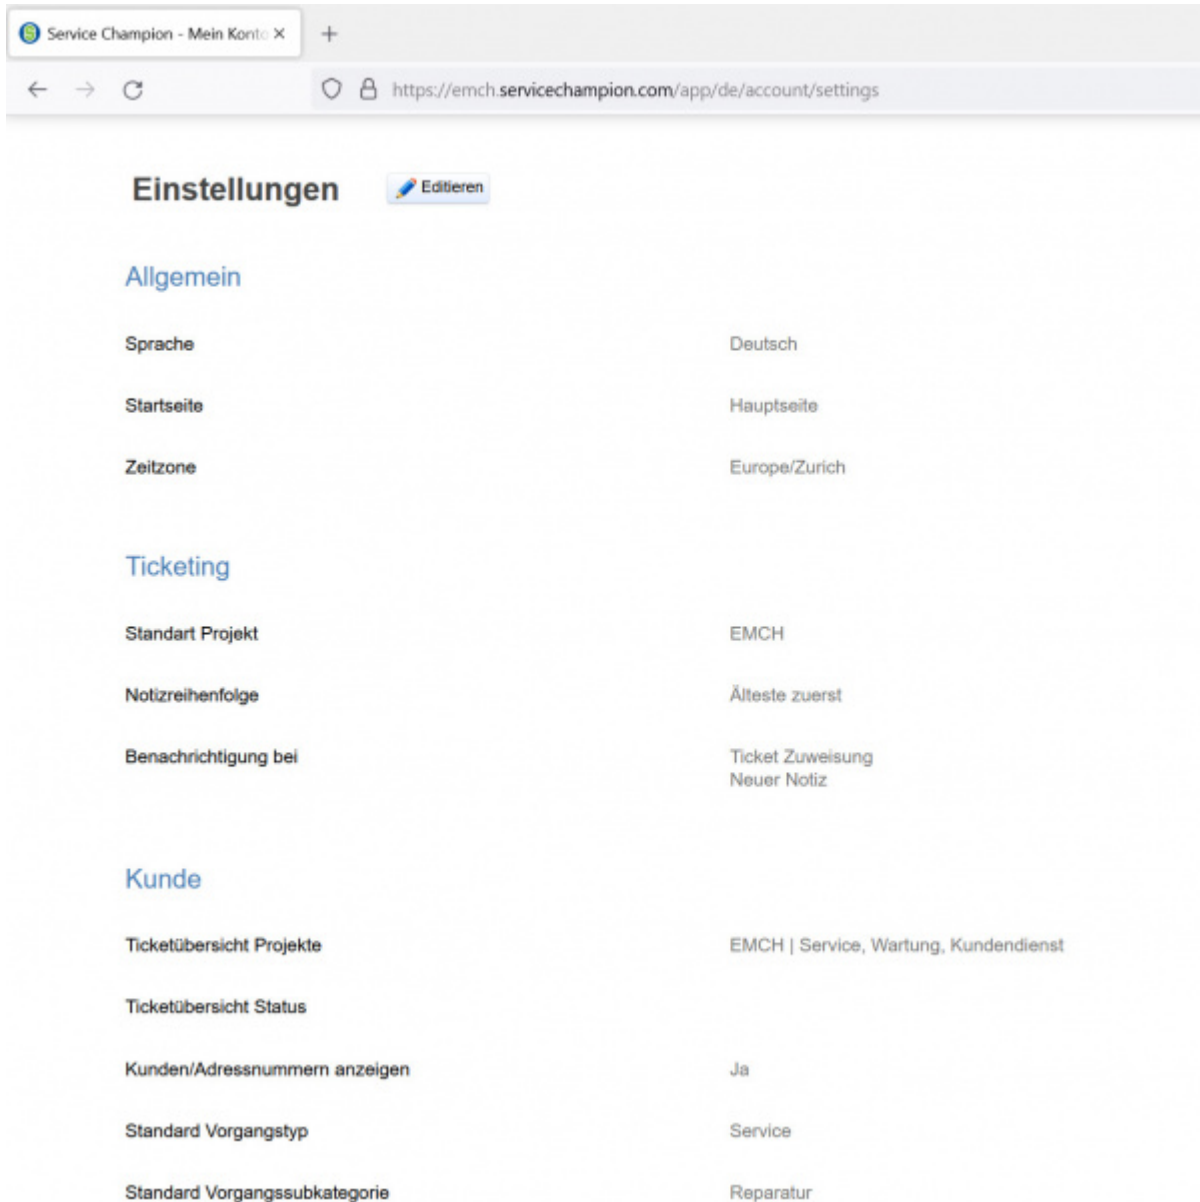 Service Champion - Mein Konto
https://emch.servicechampion.com/app/de/account/settings
Einstellungen
Editieren
Allgemein
Sprache Deutsch
Startseite Hauptseite
Zeitzone Europe/Zurich
Ticketing
Standart Projekt EMCH
Notizreihenfolge Älteste zuerst
Benachrichtigung bei Ticket Zuweisung
Neuer Notiz
Kunde
Ticketübersicht Projekte EMCH | Service, Wartung, Kundendienst
Ticketübersicht Status
Kunden/Adressnummern anzeigen Ja
Standard Vorgangstyp Service
Standard Vorgangssubkategorie Reparatur